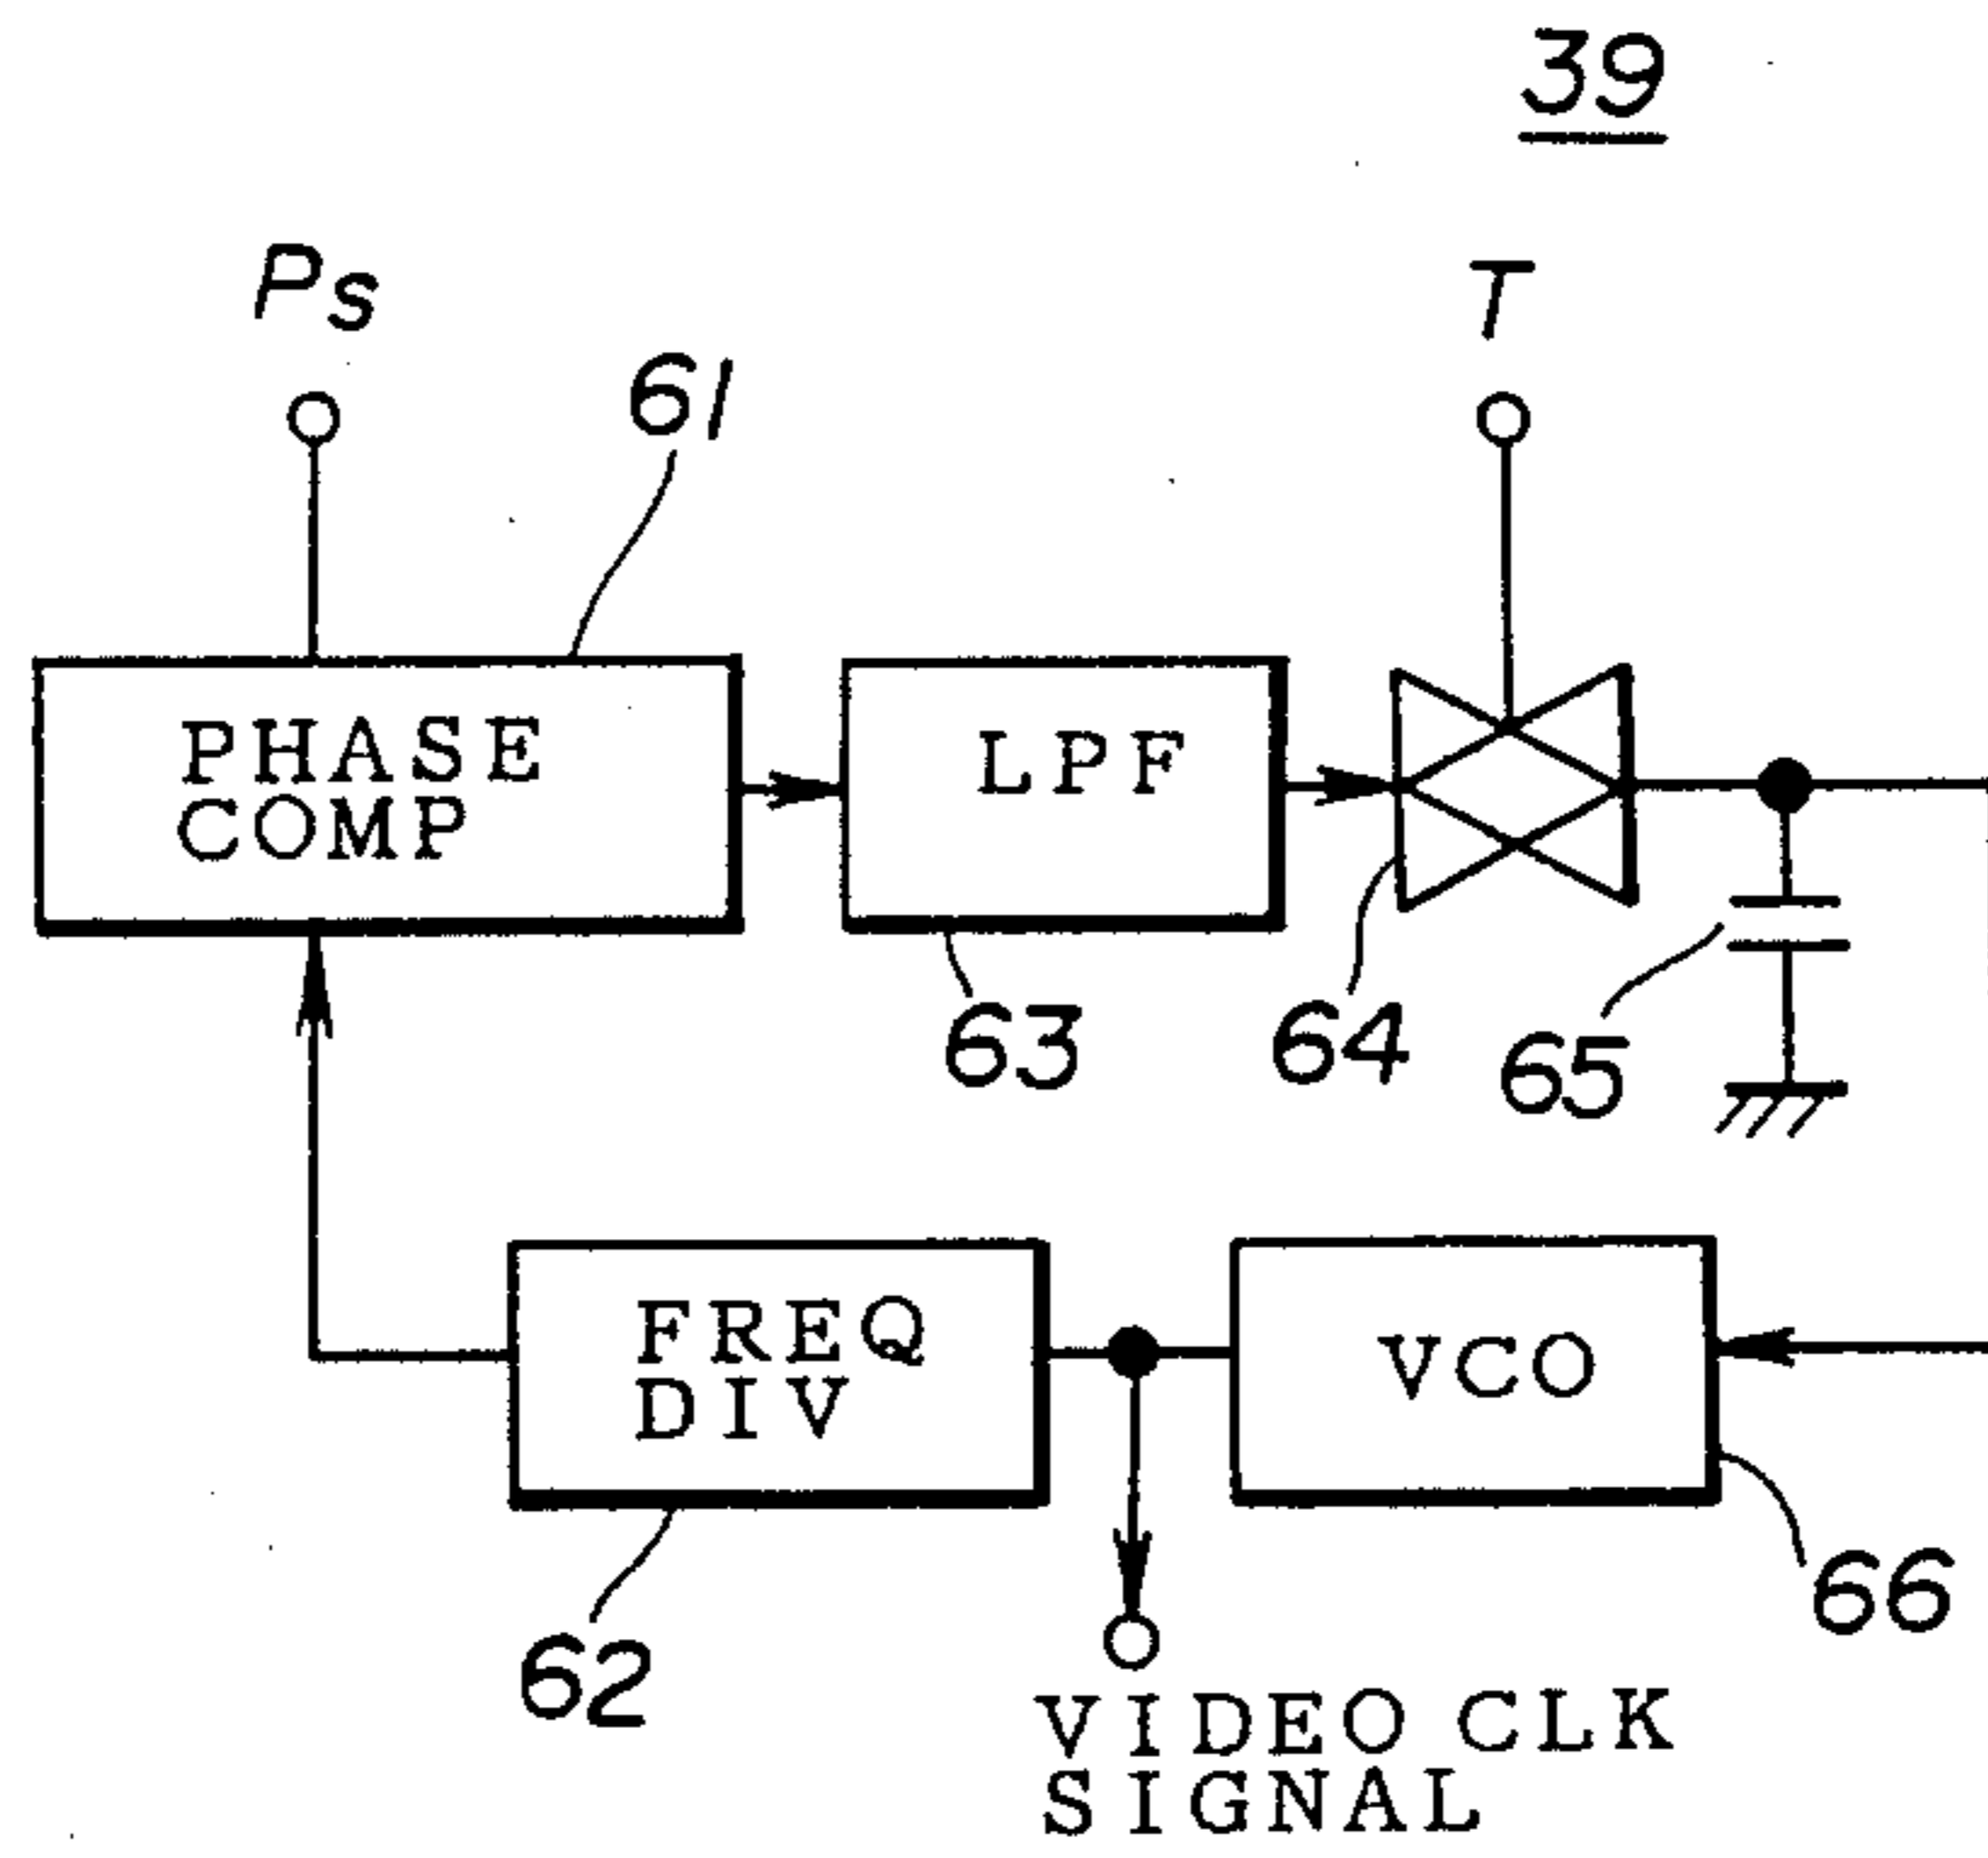 39
Ps
T
61
PHASE
COMP
LPF
63
64
65
FREQ
DIV
VCO
62
66
VIDEO CLK
SIGNAL